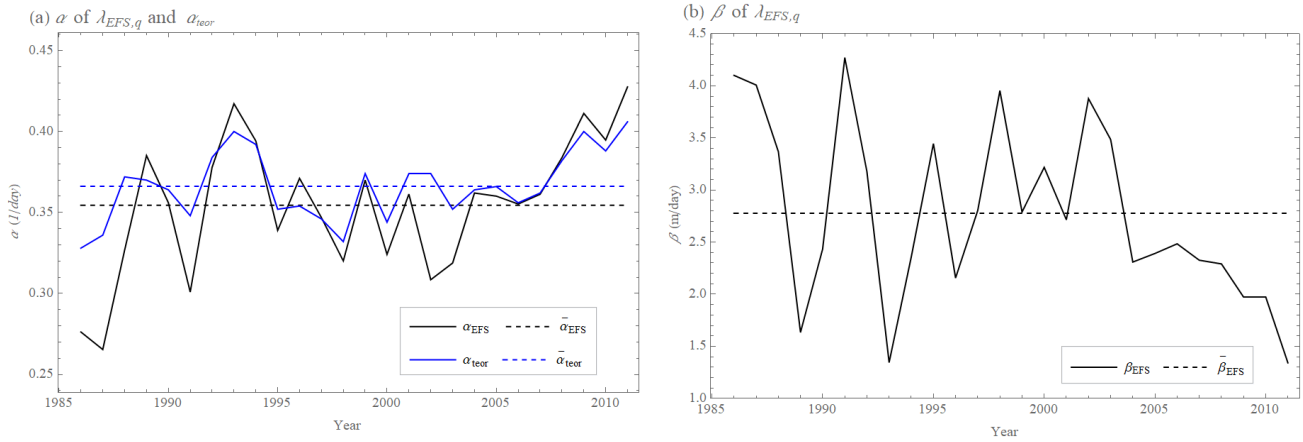 (a) α of λEFS,q and αteor
0.45
0.40
0.35
0.30
0.25
α (1/day)
αEFS
ᾱEFS
αteor
ᾱteor
1985 1990 1995 2000 2005 2010
Year
(b) β of λEFS,q
4.5
4.0
3.5
3.0
2.5
2.0
1.5
1.0
β (m/day)
βEFS
β̄EFS
1985 1990 1995 2000 2005 2010
Year